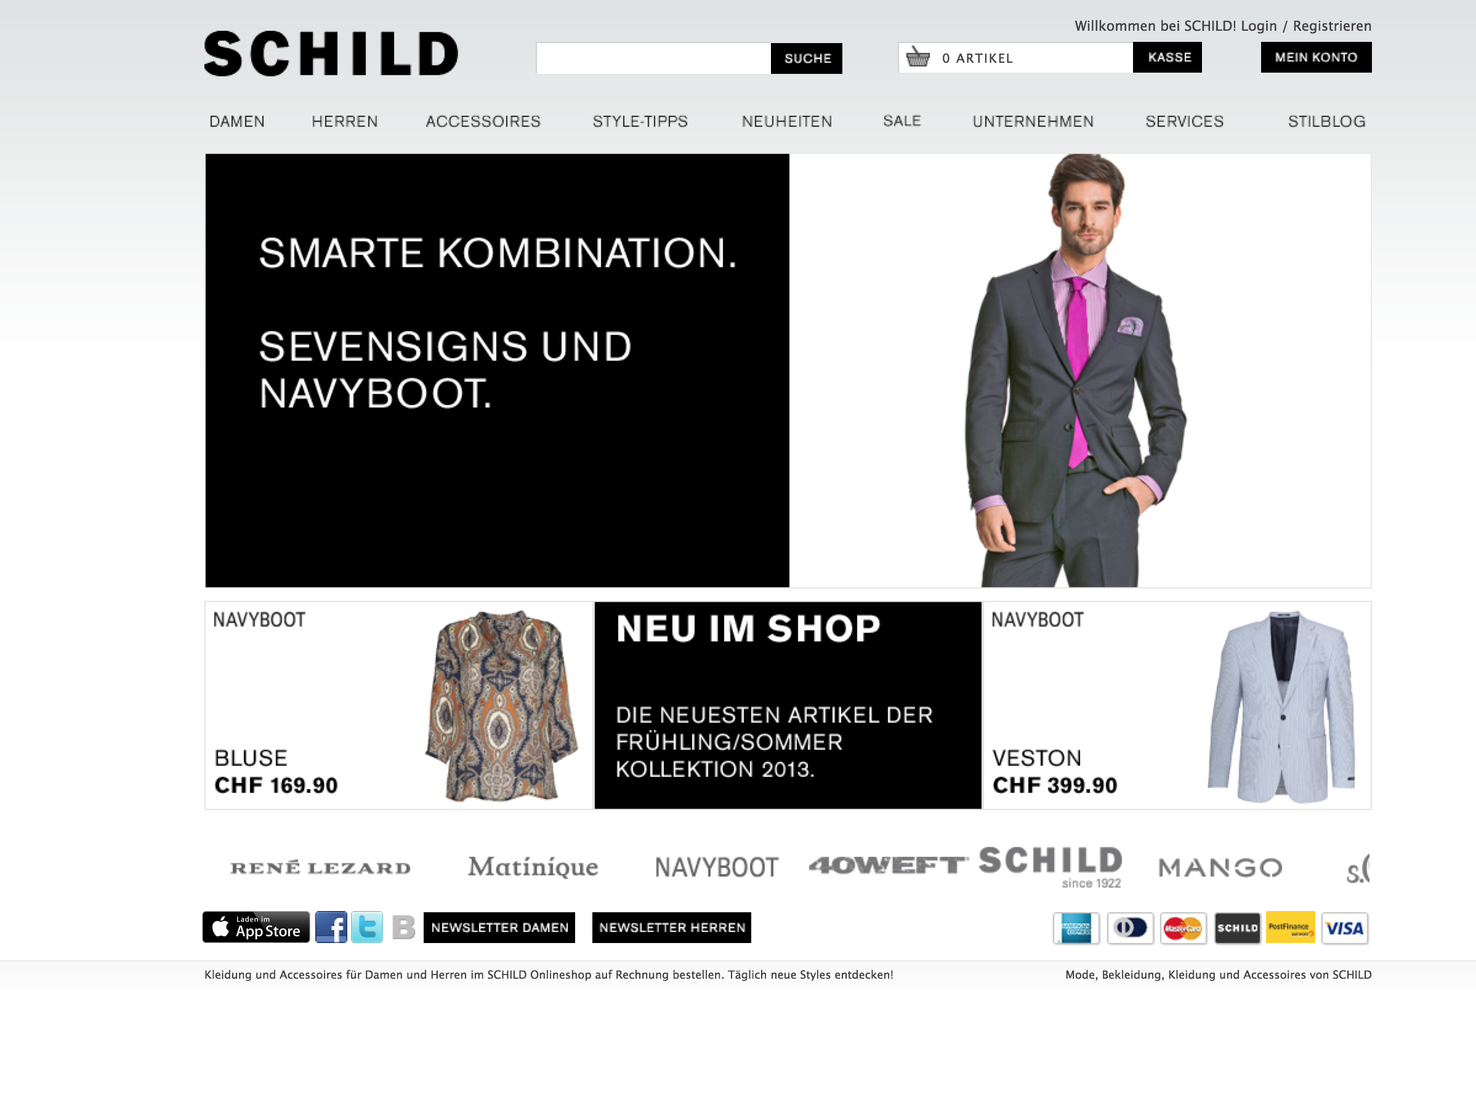 Willkommen bei SCHILD! Login / Registrieren
SCHILD
SUCHE
0 ARTIKEL
KASSE
MEIN KONTO
DAMEN
HERREN
ACCESSOIRES
STYLE-TIPPS
NEUHEITEN
SALE
UNTERNEHMEN
SERVICES
STILBLOG
SMARTE KOMBINATION.
SEVENSIGNS UND
NAVYBOOT.
NAVYBOOT
BLUSE
CHF 169.90
NEU IM SHOP
DIE NEUESTEN ARTIKEL DER
FRÜHLING/SOMMER
KOLLEKTION 2013.
NAVYBOOT
VESTON
CHF 399.90
RENÉ LEZARD
Matinique
NAVYBOOT
40WEFT
SCHILD
since 1922
MANGO
Laden im
App Store
B
NEWSLETTER DAMEN
NEWSLETTER HERREN
MasterCard
SCHILD
PostFinance
VISA
Kleidung und Accessoires für Damen und Herren im SCHILD Onlineshop auf Rechnung bestellen. Täglich neue Styles entdecken!
Mode, Bekleidung, Kleidung und Accessoires von SCHILD